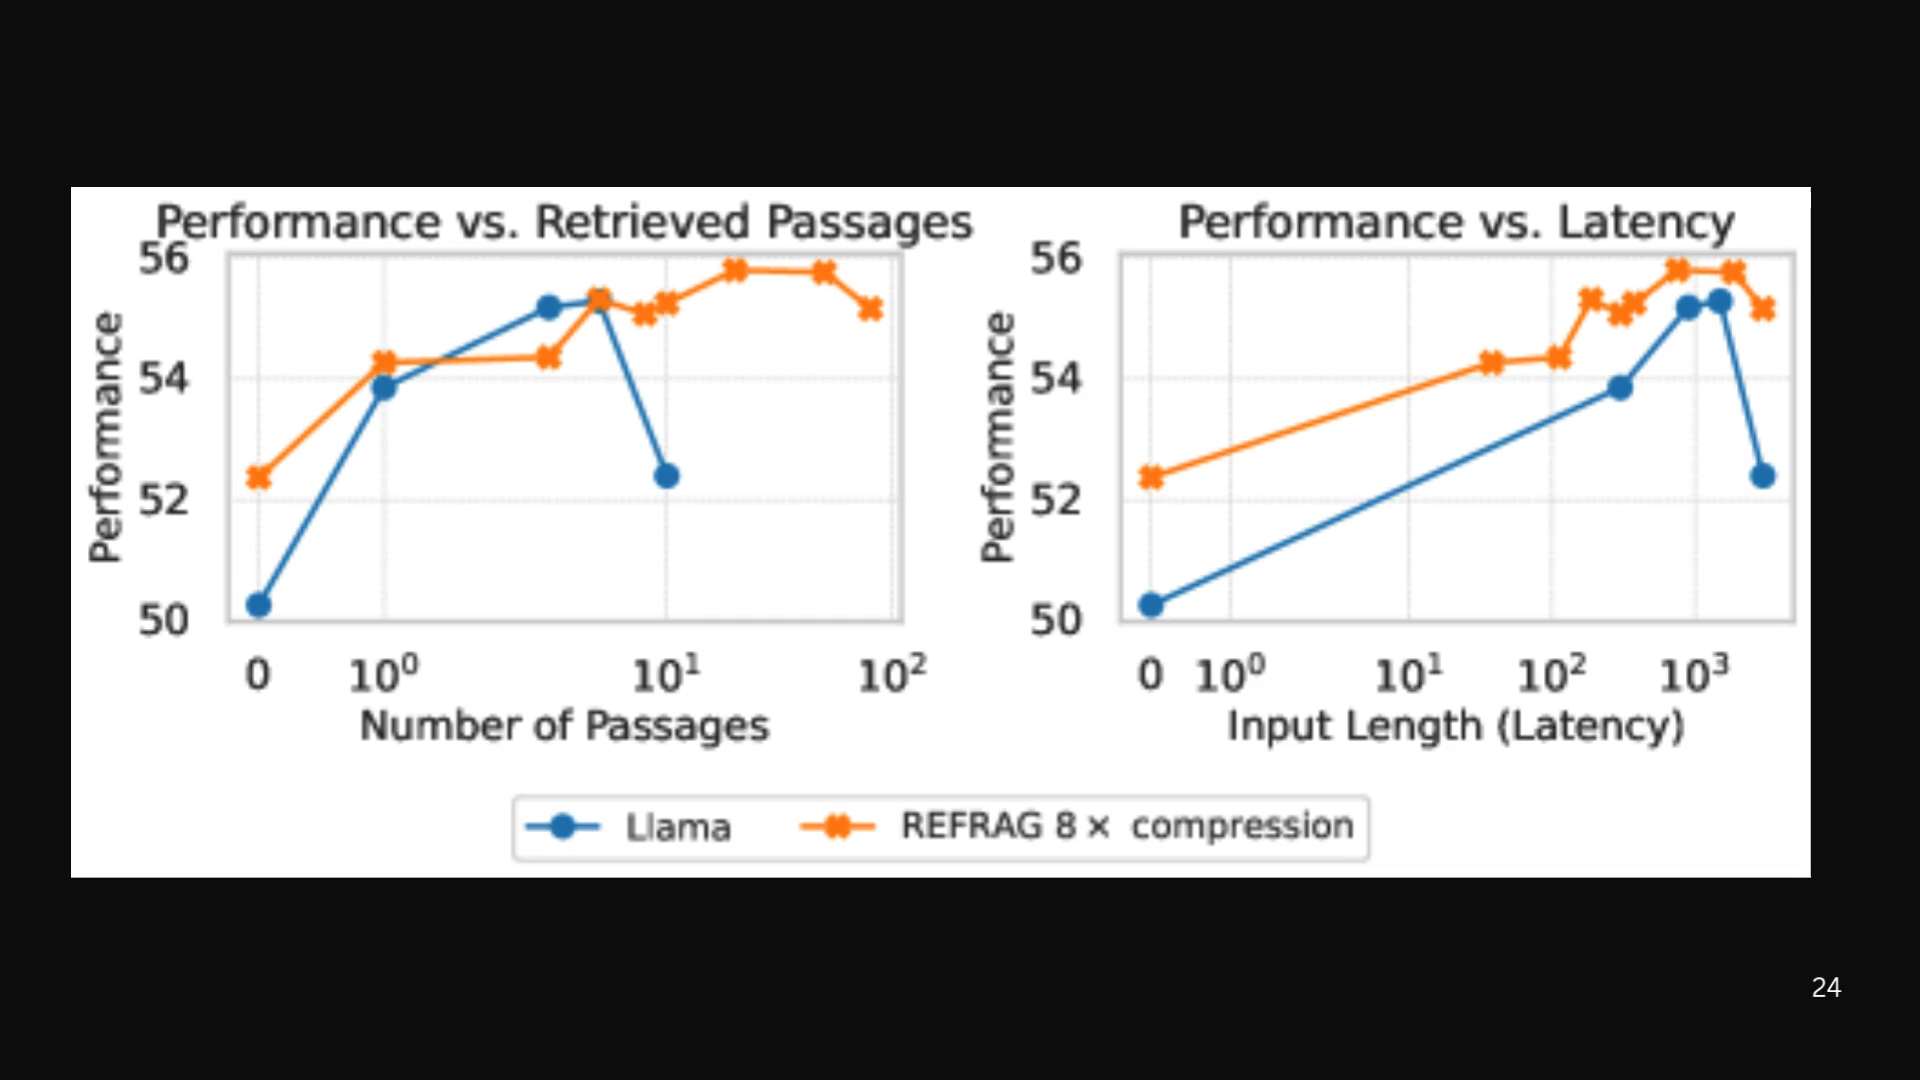 Performance vs. Retrieved Passages
56
54
52
50
Performance
0 10⁰ 10¹ 10²
Number of Passages
Performance vs. Latency
56
54
52
50
Performance
0 10⁰ 10¹ 10² 10³
Input Length (Latency)
Llama REFRAG 8 × compression
24